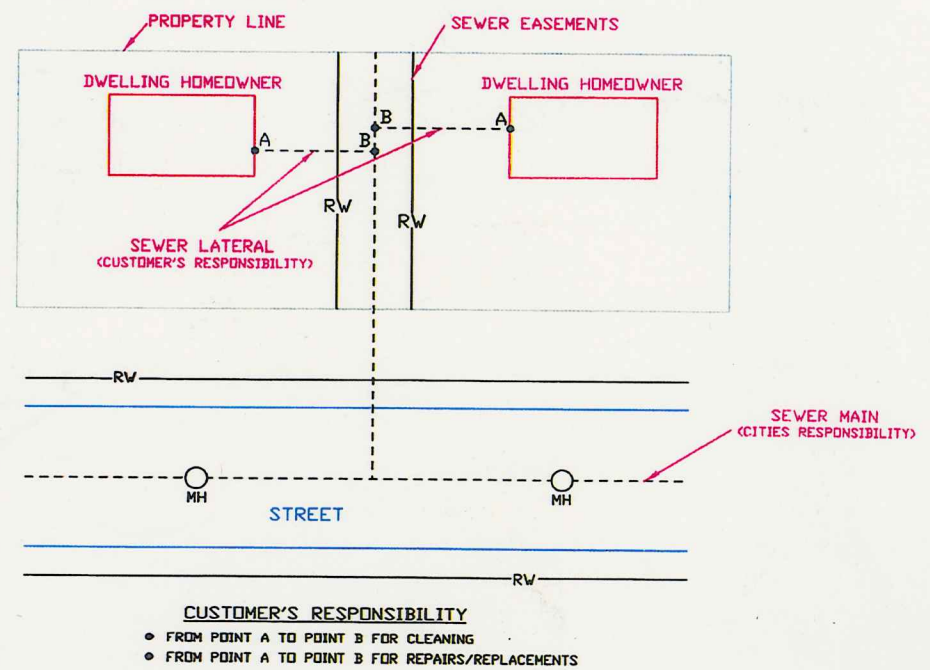 PROPERTY LINE
SEWER EASEMENTS
DWELLING HOMEOWNER
DWELLING HOMEOWNER
A
B
B
A
RW
RW
SEWER LATERAL
(CUSTOMER'S RESPONSIBILITY)
RW
SEWER MAIN
(CITIES RESPONSIBILITY)
MH
MH
STREET
RW
CUSTOMER'S RESPONSIBILITY
● FROM POINT A TO POINT B FOR CLEANING
● FROM POINT A TO POINT B FOR REPAIRS/REPLACEMENTS